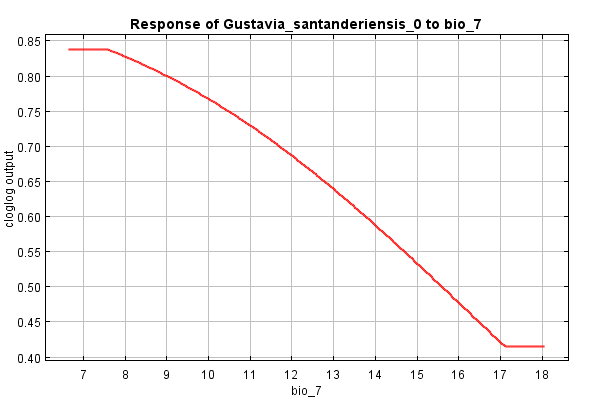 Response of Gustavia_santanderiensis_0 to bio_7
0.85
0.80
0.75
0.70
0.65
0.60
0.55
0.50
0.45
0.40
cloglog output
7 8 9 10 11 12 13 14 15 16 17 18
bio_7